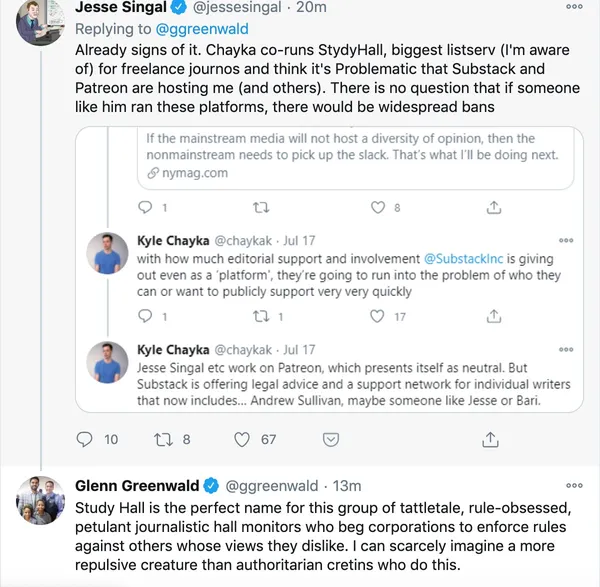 Jesse Singal @jessesingal · 20m
Replying to @ggreenwald
Already signs of it. Chayka co-runs StydyHall, biggest listserv (I'm aware
of) for freelance journos and think it's Problematic that Substack and
Patreon are hosting me (and others). There is no question that if someone
like him ran these platforms, there would be widespread bans
If the mainstream media will not host a diversity of opinion, then the
nonmainstream needs to pick up the slack. That's what I'll be doing next.
nymag.com
1 8
Kyle Chayka @chaykak · Jul 17
with how much editorial support and involvement @SubstackInc is giving
out even as a 'platform', they're going to run into the problem of who they
can or want to publicly support very very quickly
1 1 17
Kyle Chayka @chaykak · Jul 17
Jesse Singal etc work on Patreon, which presents itself as neutral. But
Substack is offering legal advice and a support network for individual writers
that now includes... Andrew Sullivan, maybe someone like Jesse or Bari.
10 8 67
Glenn Greenwald @ggreenwald · 13m
Study Hall is the perfect name for this group of tattletale, rule-obsessed,
petulant journalistic hall monitors who beg corporations to enforce rules
against others whose views they dislike. I can scarcely imagine a more
repulsive creature than authoritarian cretins who do this.